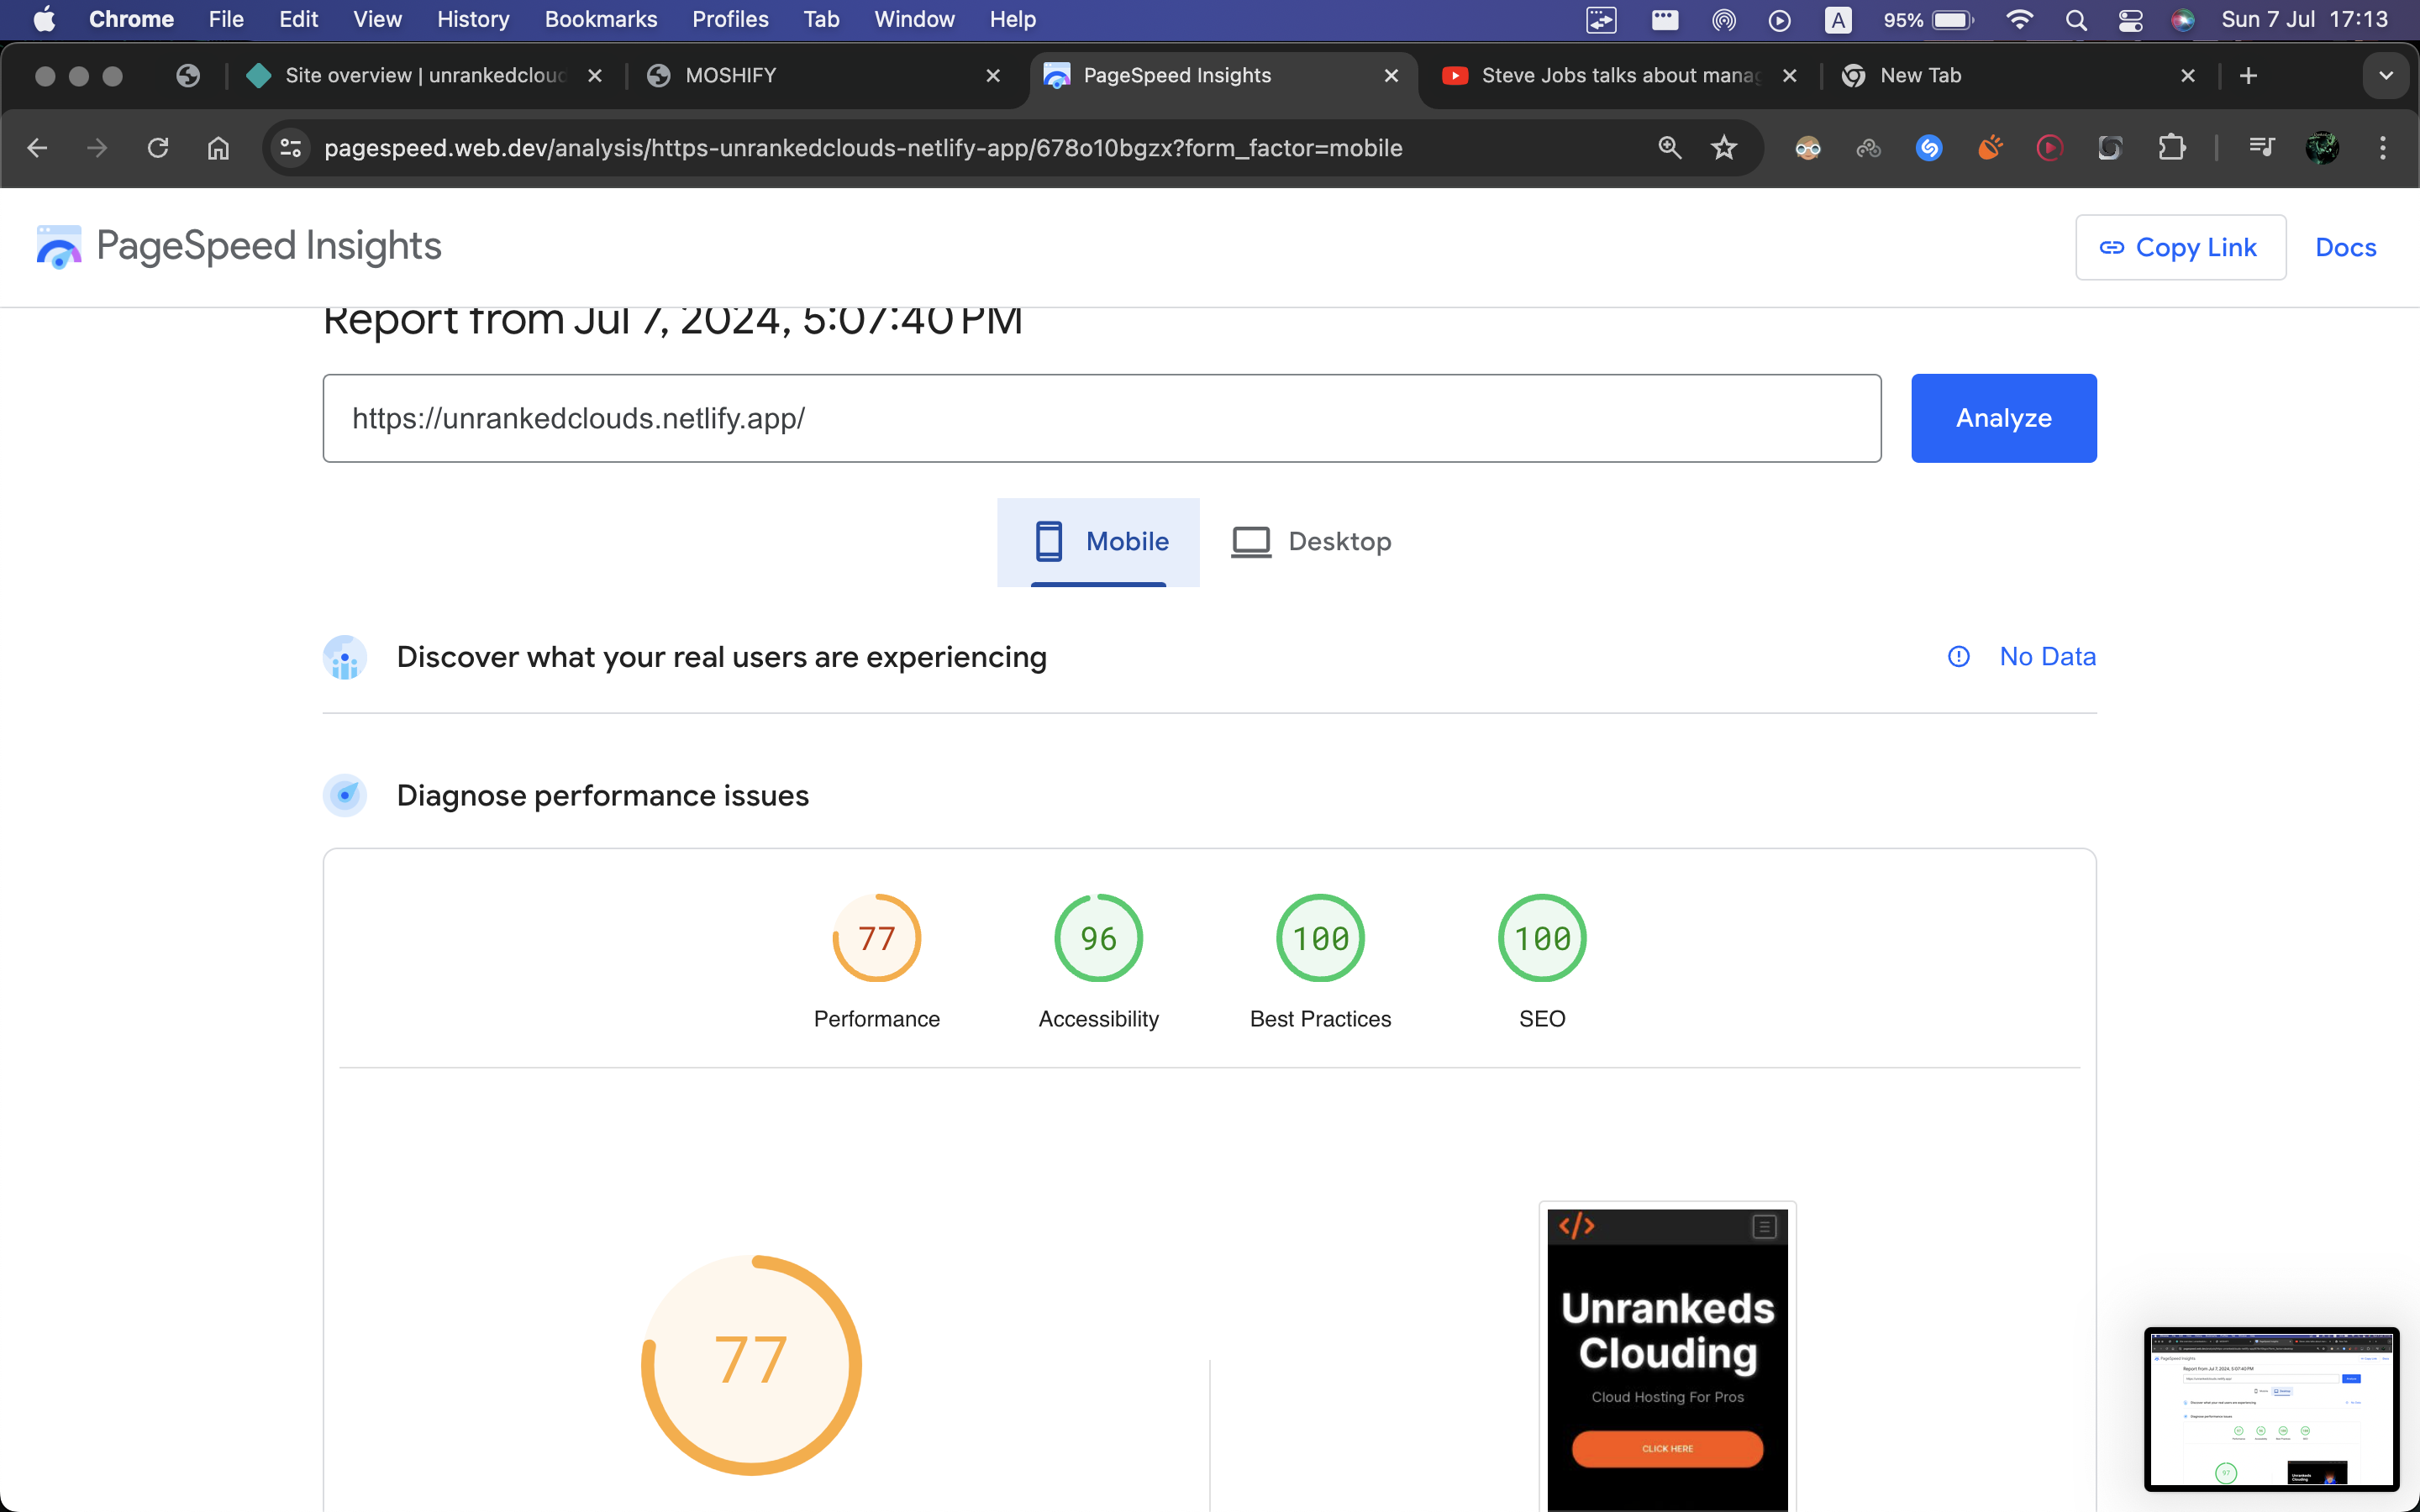 Chrome File Edit View History Bookmarks Profiles Tab Window Help A 95% Sun 7 Jul 17:13
Site overview | unrankedcloud MOSHIFY PageSpeed Insights Steve Jobs talks about mana New Tab
pagespeed.web.dev/analysis/https-unrankedclouds-netlify-app/678o10bgzx?form_factor=mobile
PageSpeed Insights Copy Link Docs
Report from Jul 7, 2024, 5:07:40 PM
https://unrankedclouds.netlify.app/ Analyze
Mobile Desktop
Discover what your real users are experiencing No Data
Diagnose performance issues
77 96 100 100
Performance Accessibility Best Practices SEO
</>
Unrankeds
Clouding
77
Cloud Hosting For Pros
CLICK HERE